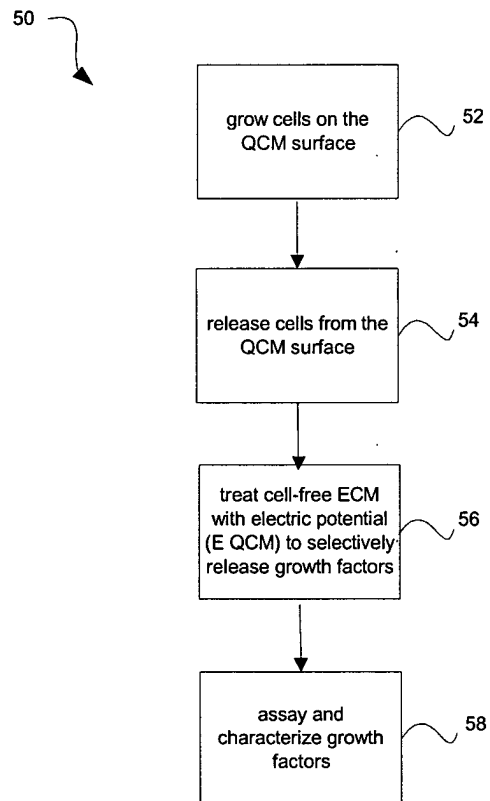 50
grow cells on the
QCM surface
52
release cells from the
QCM surface
54
treat cell-free ECM
with electric potential
(E QCM) to selectively
release growth factors
56
assay and
characterize growth
factors
58